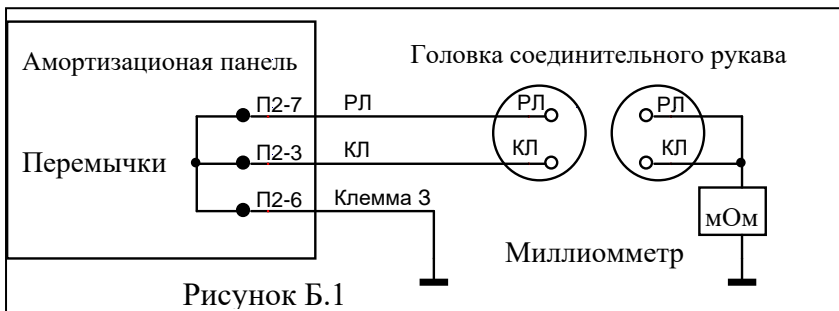 Амортизационая панель
Головка соединительного рукава
П2-7 РЛ РЛ РЛ
Перемычки П2-3 КЛ КЛ КЛ
П2-6 Клемма 3
мОм
Миллиомметр
Рисунок Б.1